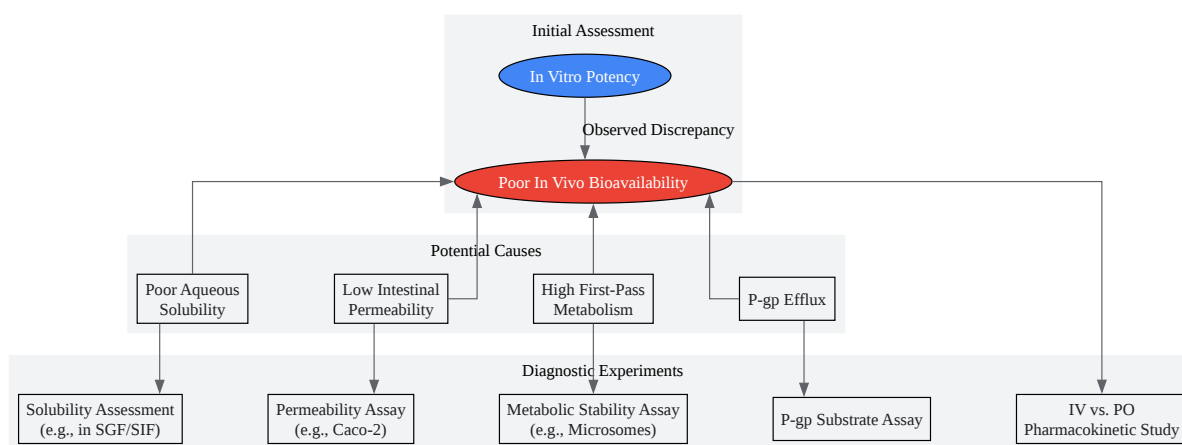 Initial Assessment
In Vitro Potency
Observed Discrepancy
Poor In Vivo Bioavailability
Potential Causes
Poor Aqueous
Solubility
Low Intestinal
Permeability
High First-Pass
Metabolism
P-gp Efflux
Diagnostic Experiments
Solubility Assessment
(e.g., in SGF/SIF)
Permeability Assay
(e.g., Caco-2)
Metabolic Stability Assay
(e.g., Microsomes)
P-gp Substrate Assay
IV vs. PO
Pharmacokinetic Study